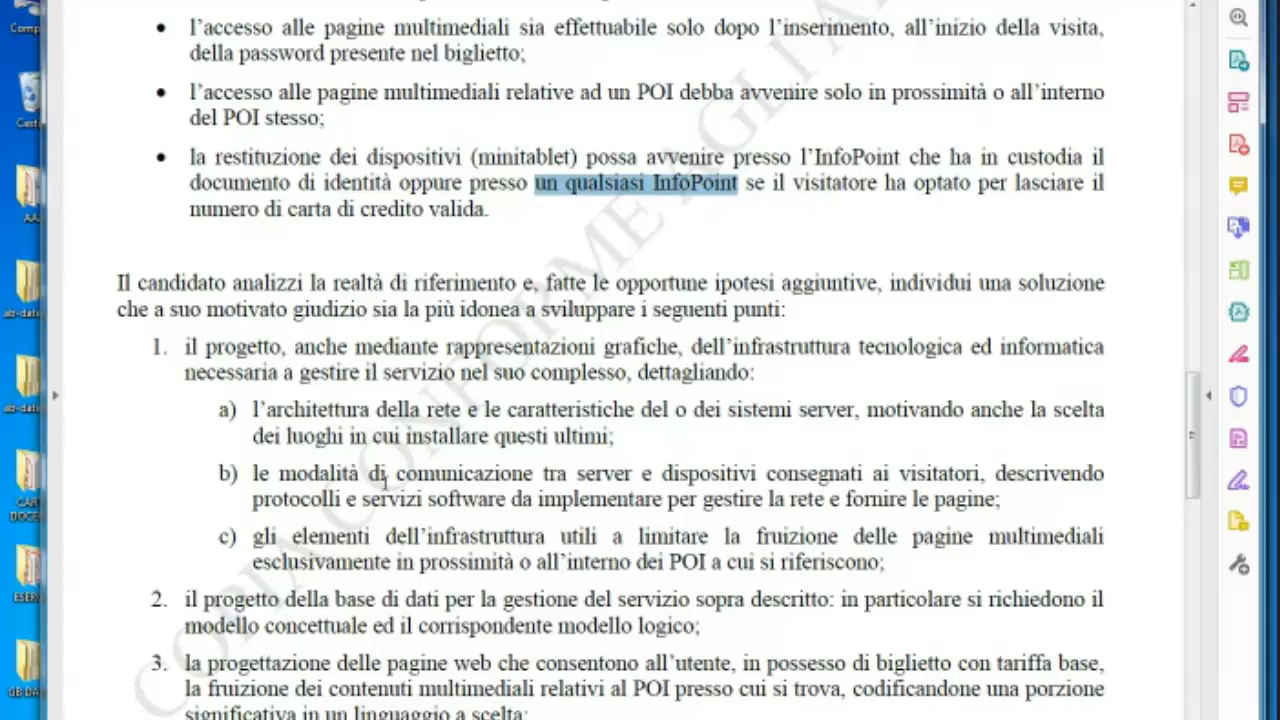 l'accesso alle pagine multimediali sia effettuabile solo dopo l'inserimento, all'inizio della visita,
della password presente nel biglietto;
l'accesso alle pagine multimediali relative ad un POI debba avvenire solo in prossimità o all'interno
del POI stesso;
la restituzione dei dispositivi (minitablet) possa avvenire presso l'InfoPoint che ha in custodia il
documento di identità oppure presso un qualsiasi InfoPoint se il visitatore ha optato per lasciare il
numero di carta di credito valida.
Il candidato analizzi la realtà di riferimento e, fatte le opportune ipotesi aggiuntive, individui una soluzione
che a suo motivato giudizio sia la più idonea a sviluppare i seguenti punti:
1. il progetto, anche mediante rappresentazioni grafiche, dell'infrastruttura tecnologica ed informatica
necessaria a gestire il servizio nel suo complesso, dettagliando:
a) l'architettura della rete e le caratteristiche del o dei sistemi server, motivando anche la scelta
dei luoghi in cui installare questi ultimi;
b) le modalità di comunicazione tra server e dispositivi consegnati ai visitatori, descrivendo
protocolli e servizi software da implementare per gestire la rete e fornire le pagine;
c) gli elementi dell'infrastruttura utili a limitare la fruizione delle pagine multimediali
esclusivamente in prossimità o all'interno dei POI a cui si riferiscono;
2. il progetto della base di dati per la gestione del servizio sopra descritto: in particolare si richiedono il
modello concettuale ed il corrispondente modello logico;
3. la progettazione delle pagine web che consentono all'utente, in possesso di biglietto con tariffa base,
la fruizione dei contenuti multimediali relativi al POI presso cui si trova, codificandone una porzione
significativa in un linguaggio a scelta;
COPIA CONFORME AGLI